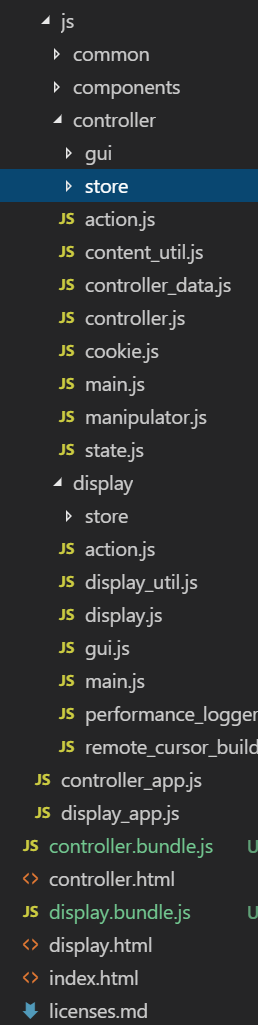 js
common
components
controller
gui
store
JS action.js
JS content_util.js
JS controller_data.js
JS controller.js
JS cookie.js
JS main.js
JS manipulator.js
JS state.js
display
store
JS action.js
JS display_util.js
JS display.js
JS gui.js
JS main.js
JS performance_logger
JS remote_cursor_build
JS controller_app.js
JS display_app.js
JS controller.bundle.js U
<> controller.html
JS display.bundle.js U
<> display.html
<> index.html
licenses.md